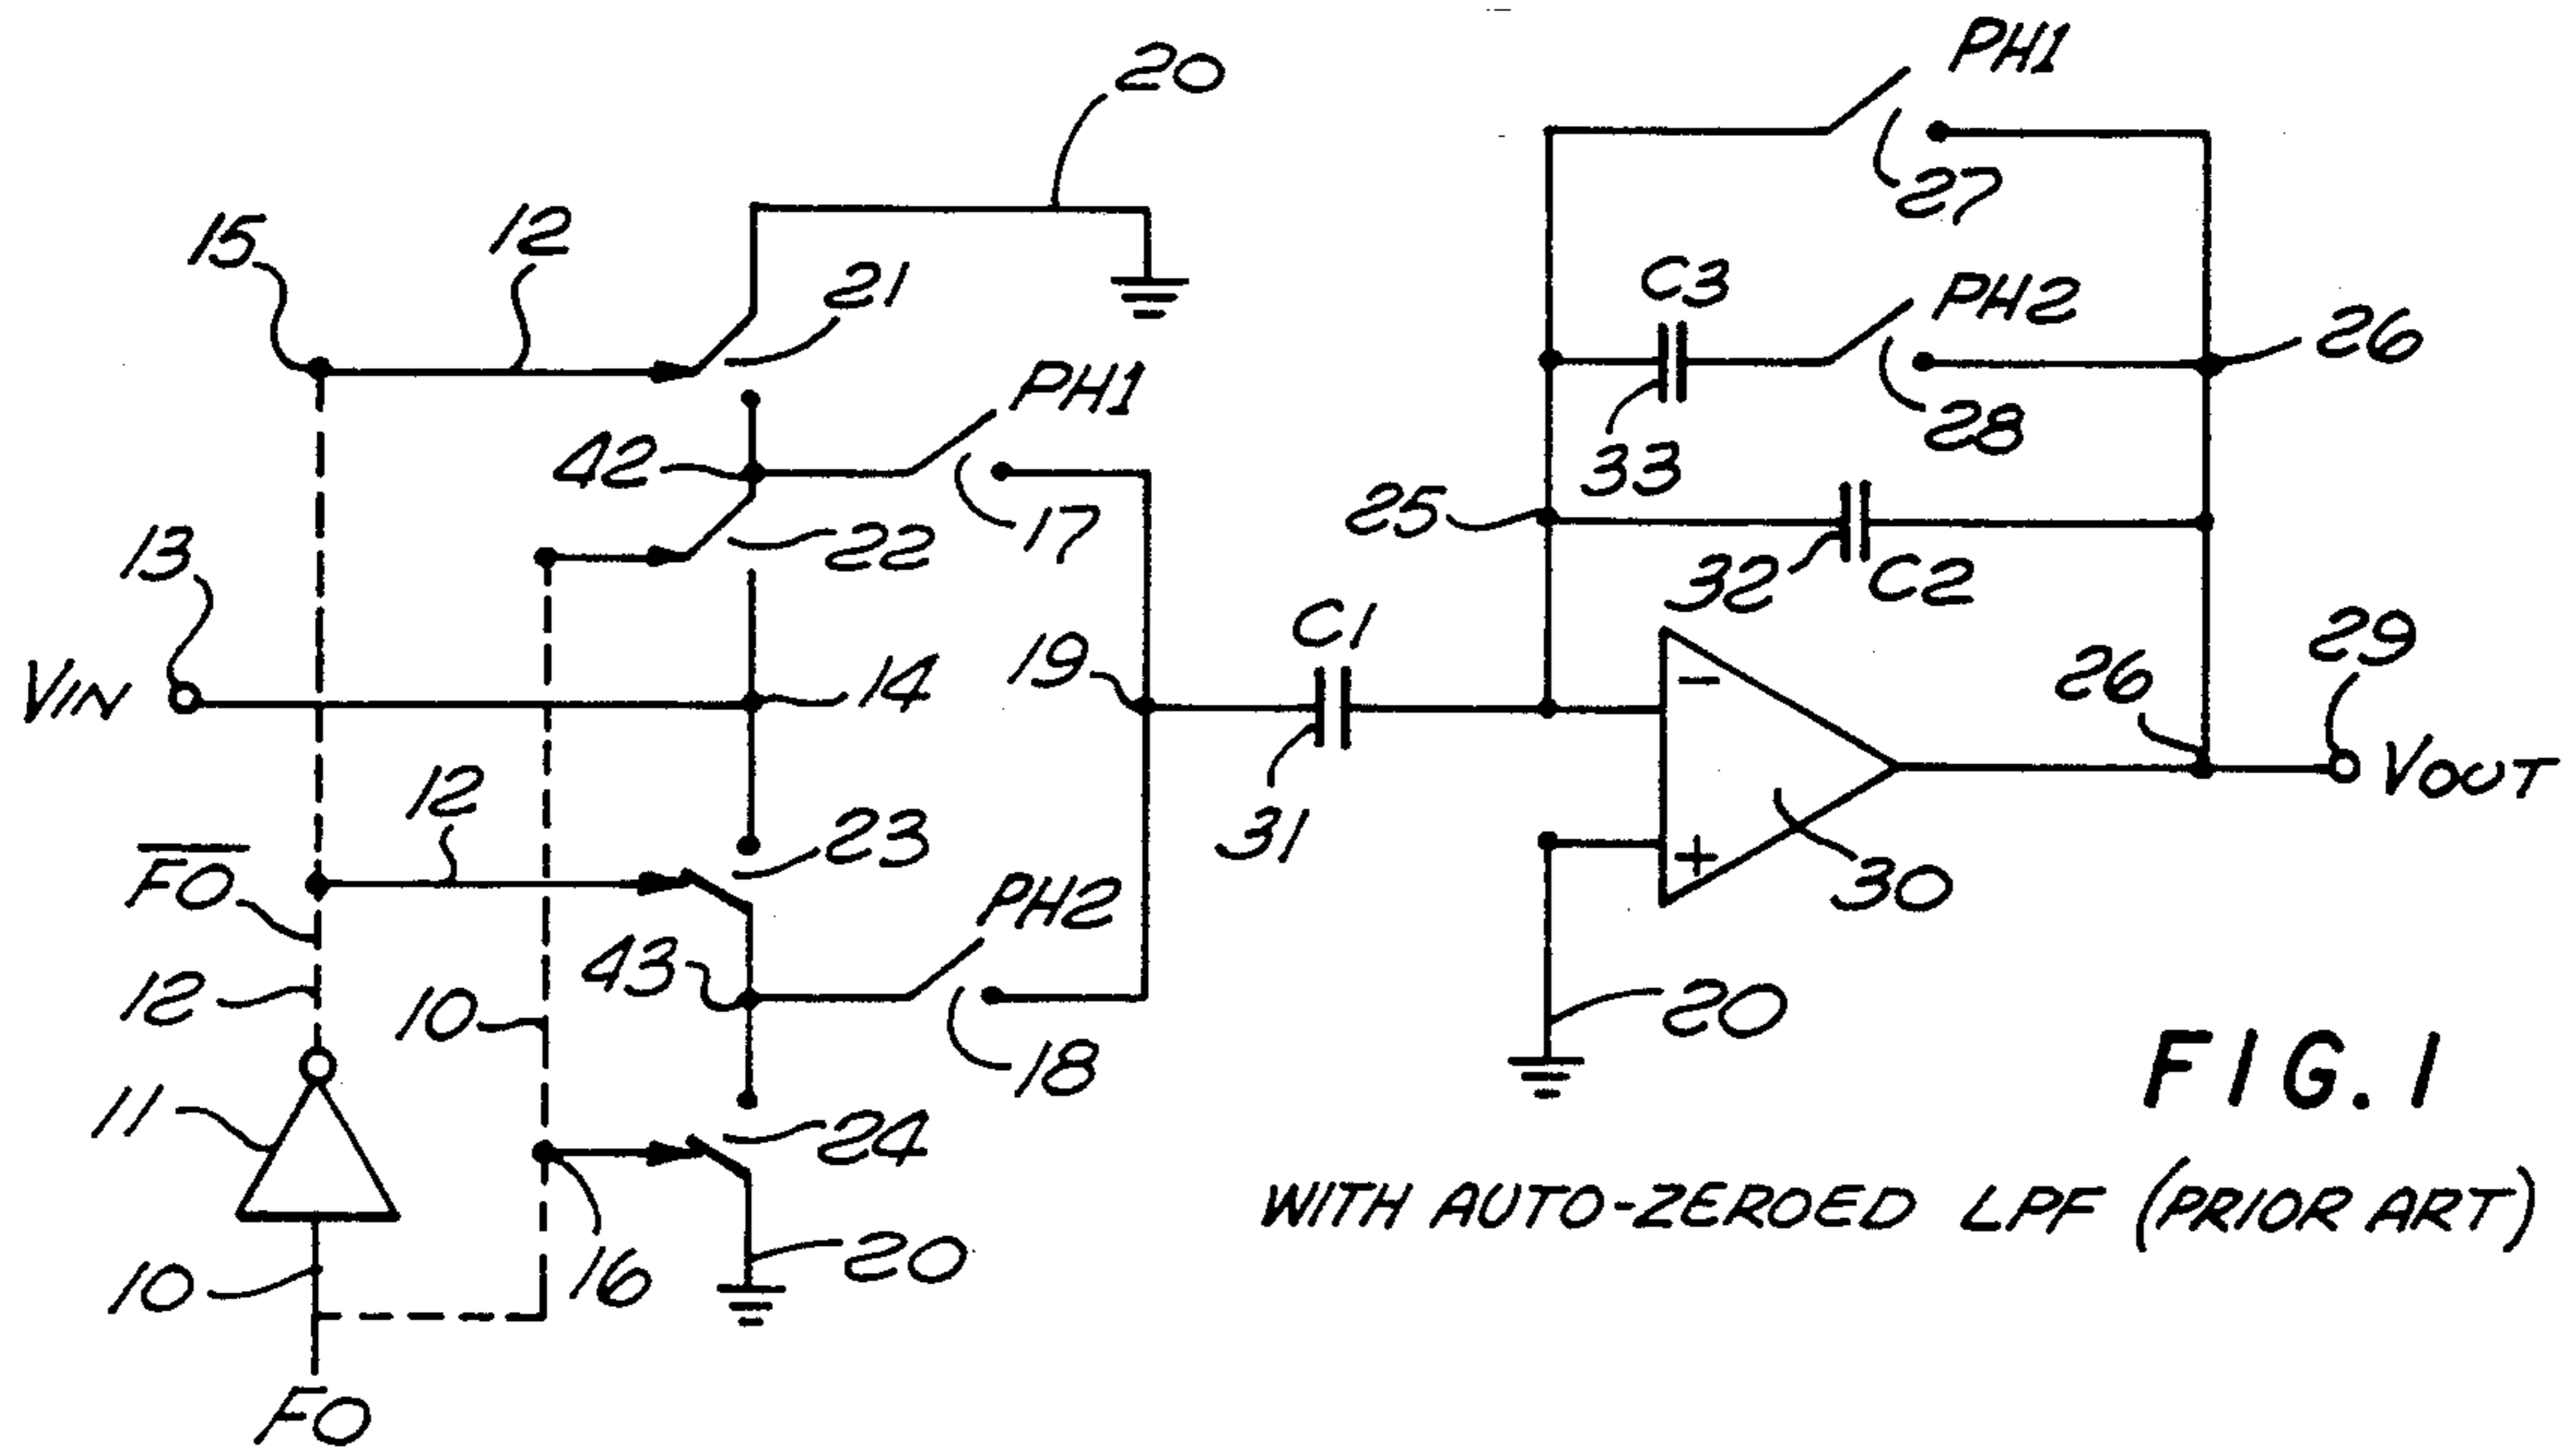 PH1
20
27
15
12
21
C3
PH2
26
PH1
42
33
28
25
17
13
22
32
C2
VIN
14
19
C1
29
26
VOUT
12
23
31
−
+
30
F̅O̅
PH2
43
12
10
20
18
11
24
FIG. 1
WITH AUTO-ZEROED LPF (PRIOR ART)
10
16
20
FO